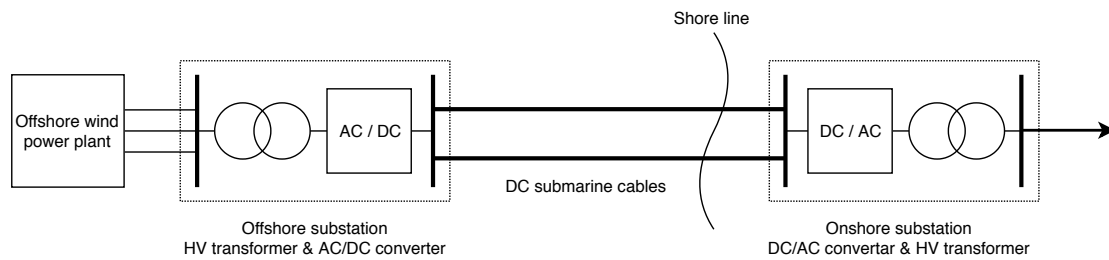 Shore line
Offshore wind
power plant
AC / DC
DC / AC
DC submarine cables
Offshore substation
HV transformer & AC/DC converter
Onshore substation
DC/AC convertar & HV transformer